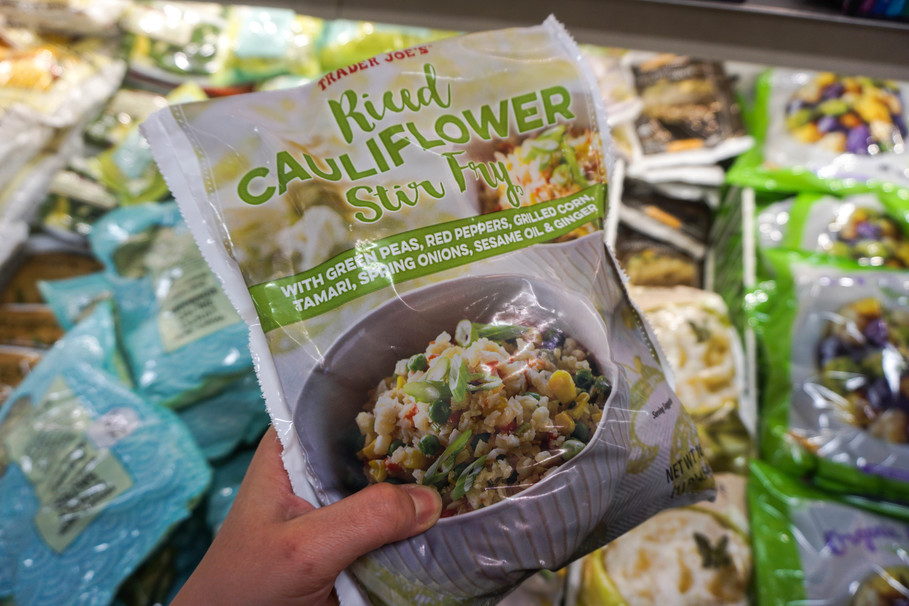 TRADER JOE'S
Riced
CAULIFLOWER
Stir Fry
WITH GREEN PEAS, RED PEPPERS, GRILLED CORN,
TAMARI, SPRING ONIONS, SESAME OIL & GINGER
NET WT